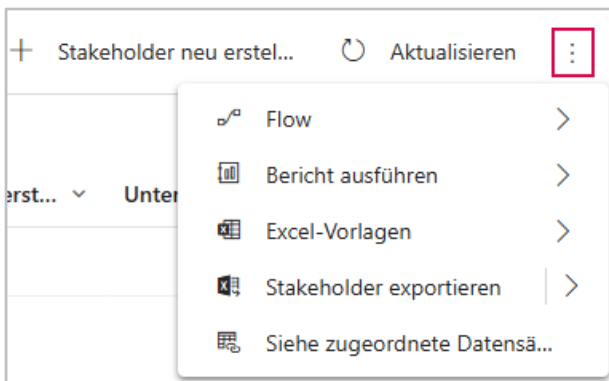 Stakeholder neu erstel... Aktualisieren
Flow
Bericht ausführen
erst... Unter
Excel-Vorlagen
Stakeholder exportieren
Siehe zugeordnete Datensä...